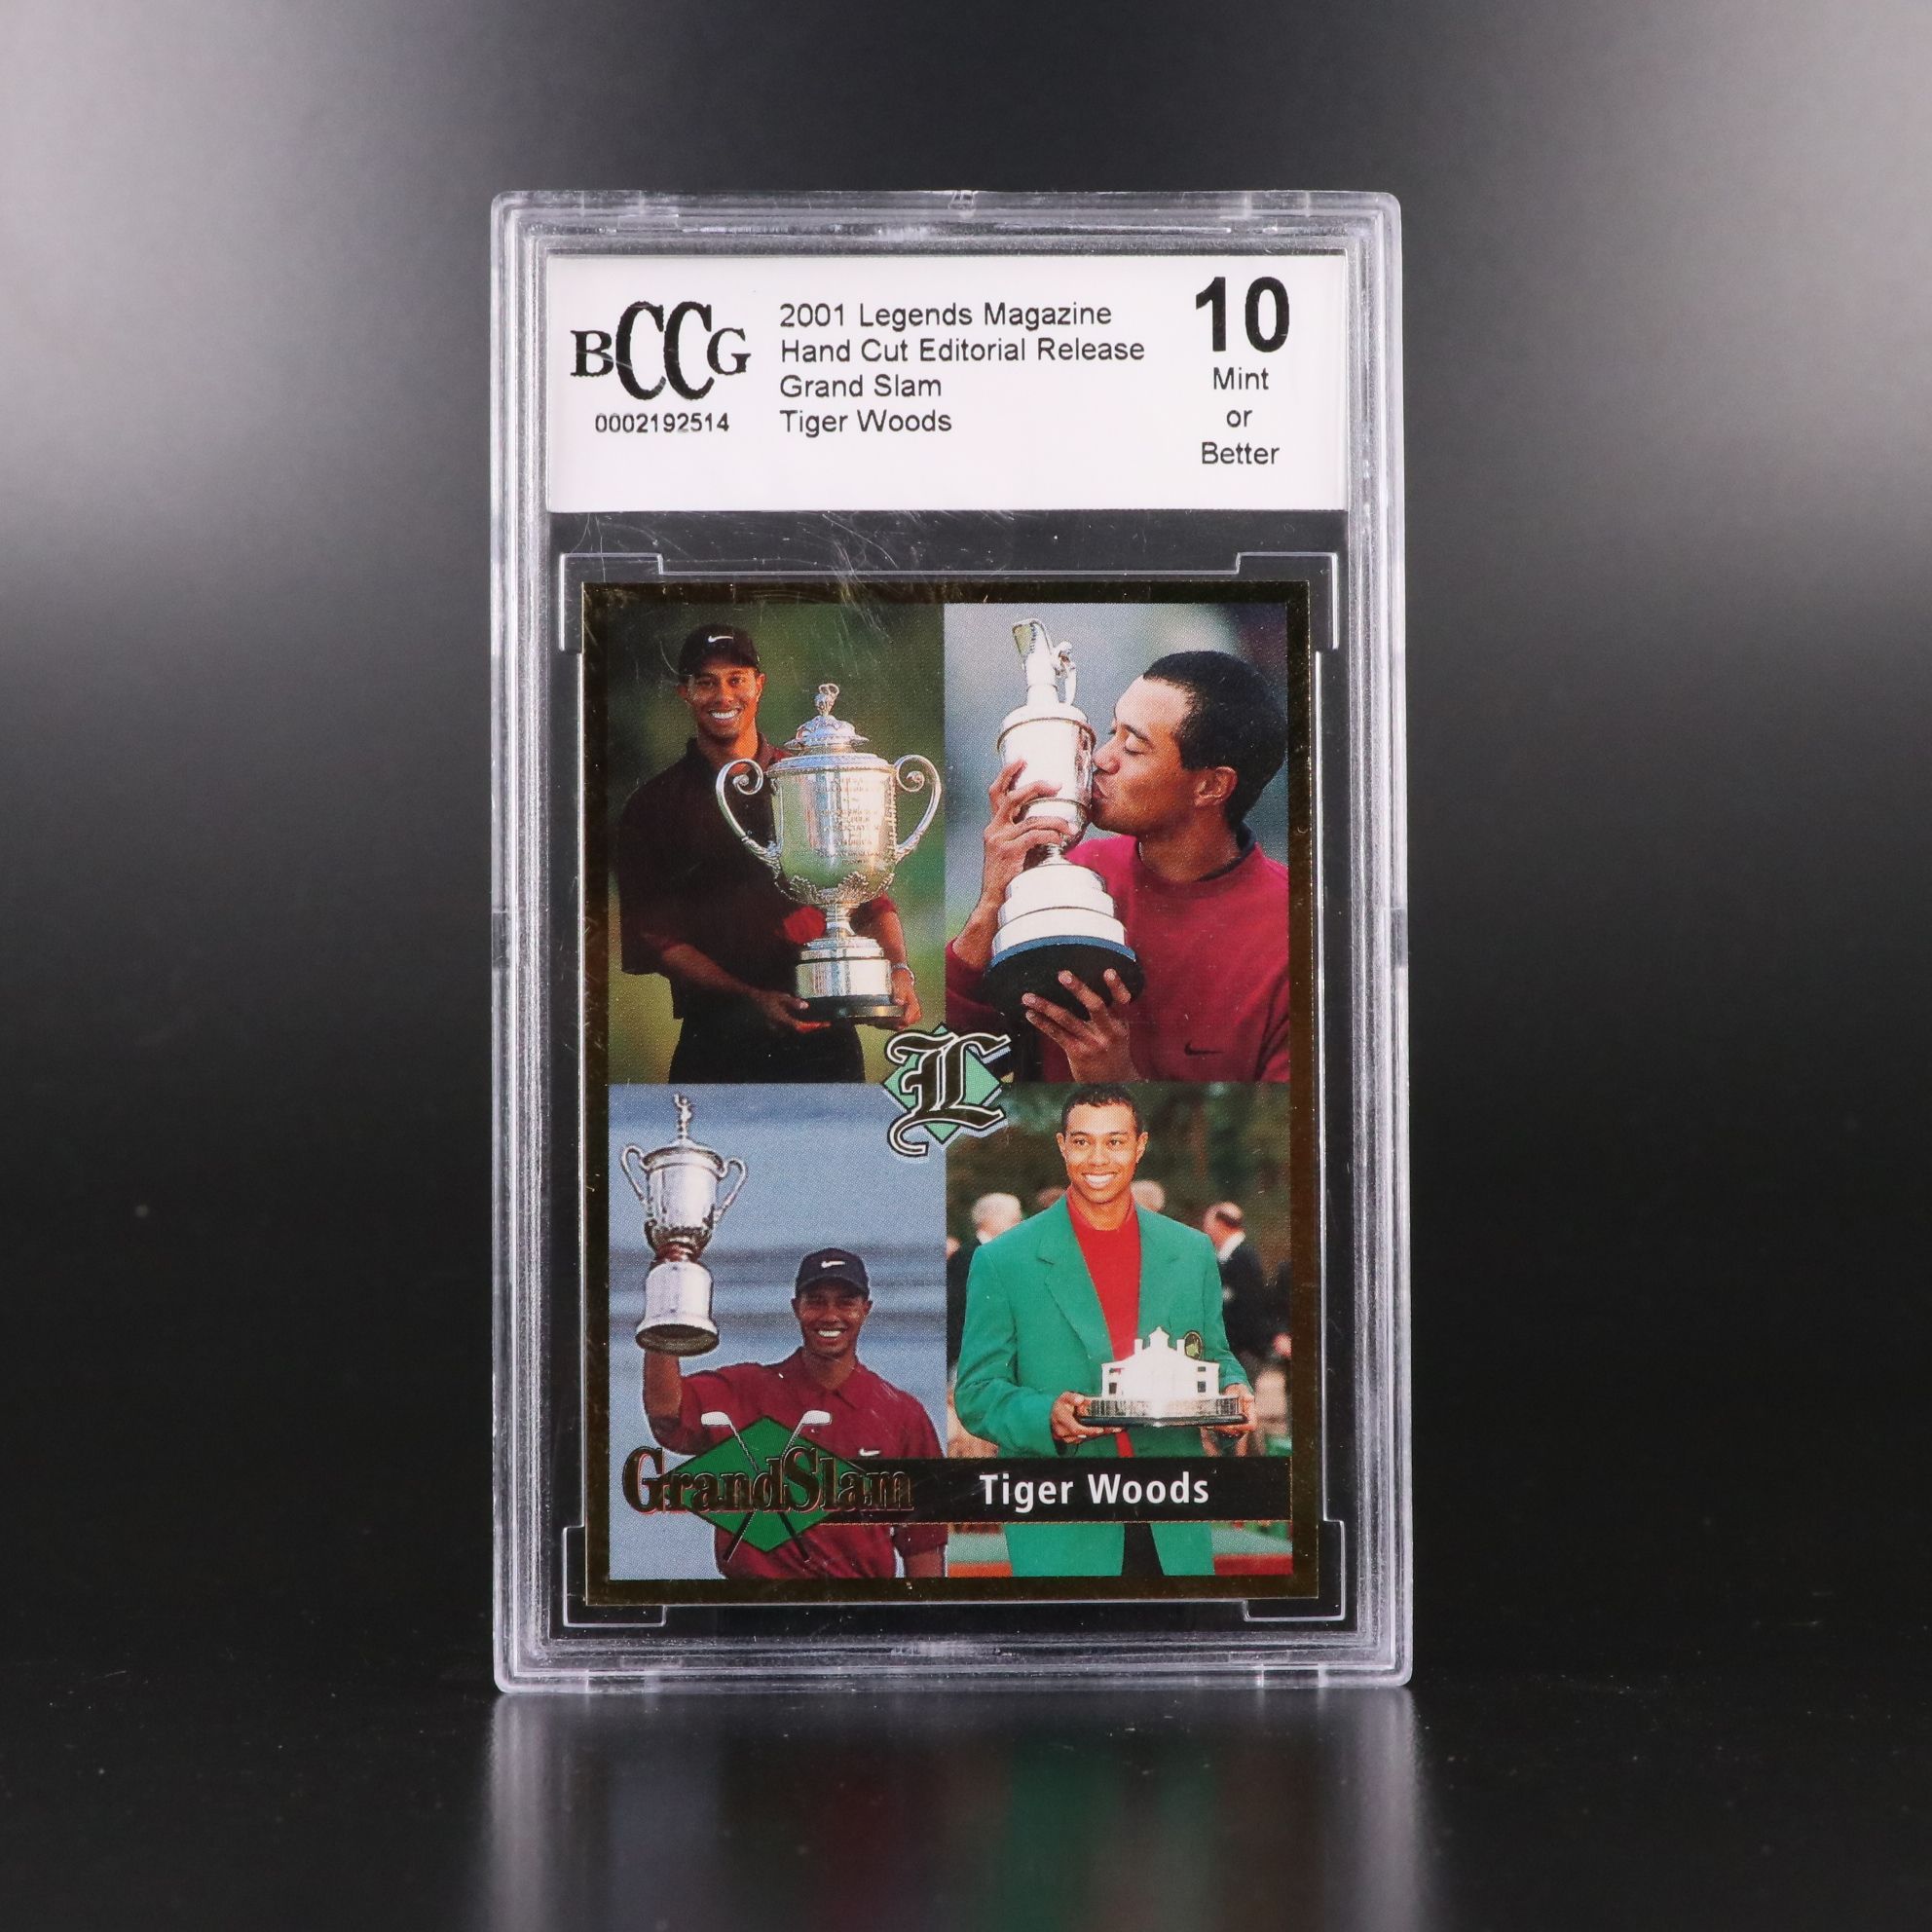 BCCG
0002192514
2001 Legends Magazine
Hand Cut Editorial Release
Grand Slam
Tiger Woods
10
Mint
or
Better
L
GrandSlam
Tiger Woods